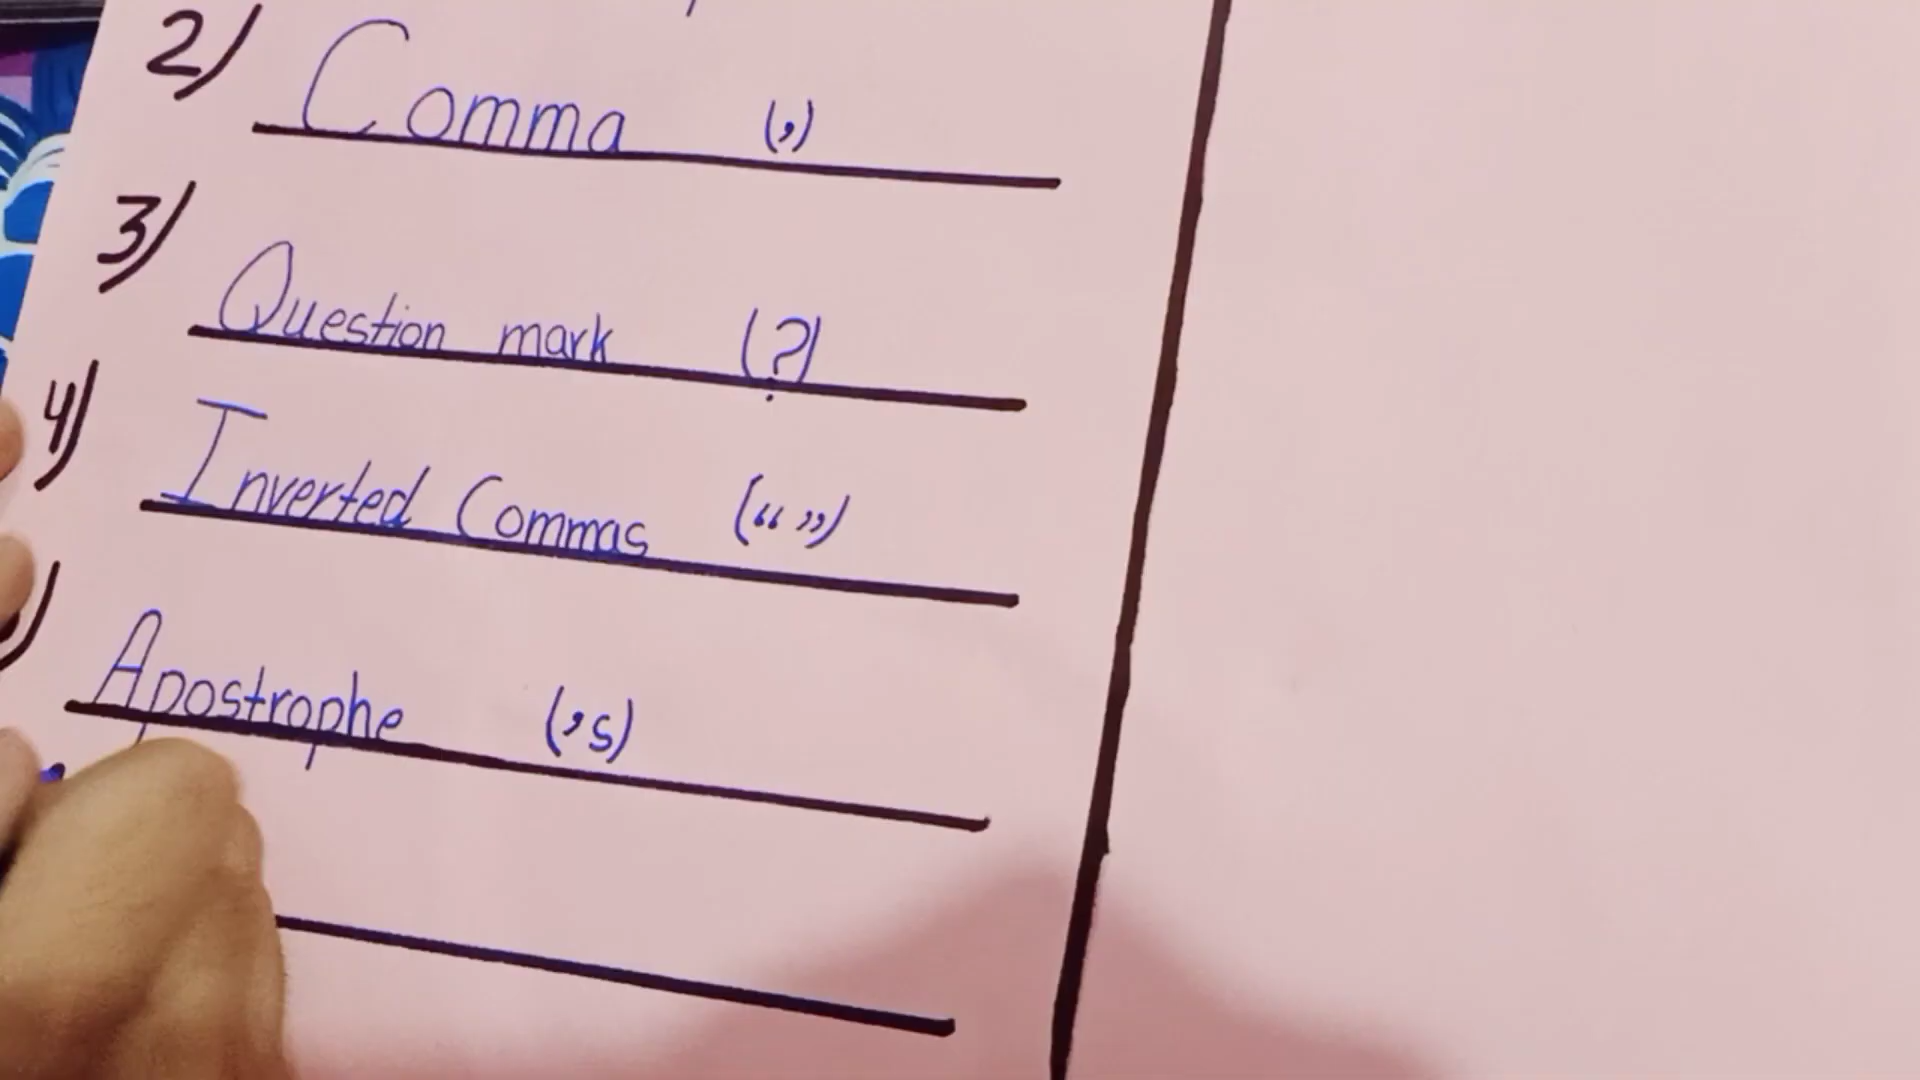 2) Comma (,)
3) Question mark (?)
4) Inverted Commas (“ ”)
) Apostrophe (’s)